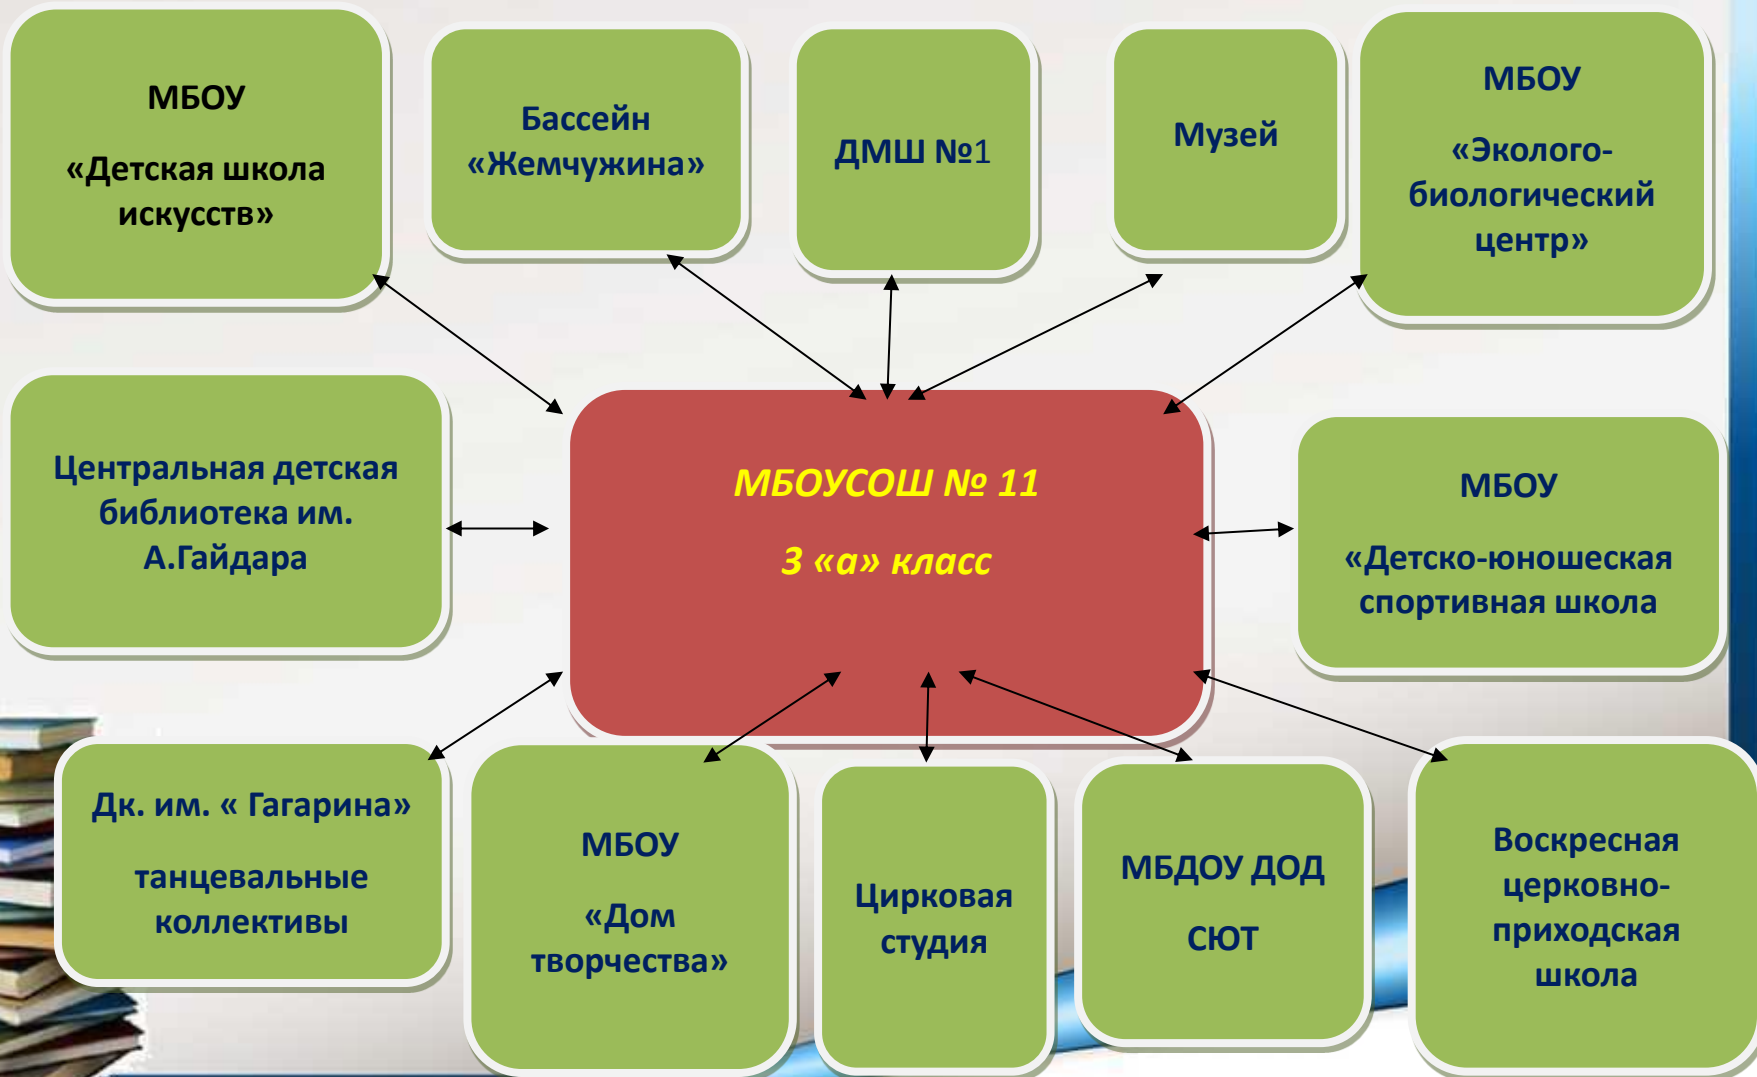 МБОУ
«Детская школа
искусств»
Бассейн
«Жемчужина»
ДМШ №1
Музей
МБОУ
«Эколого-
биологический
центр»
Центральная детская
библиотека им.
А.Гайдара
МБОУСОШ № 11
3 «а» класс
МБОУ
«Детско-юношеская
спортивная школа
Дк. им. « Гагарина»
танцевальные
коллективы
МБОУ
«Дом
творчества»
Цирковая
студия
МБДОУ ДОД
СЮТ
Воскресная
церковно-
приходская
школа